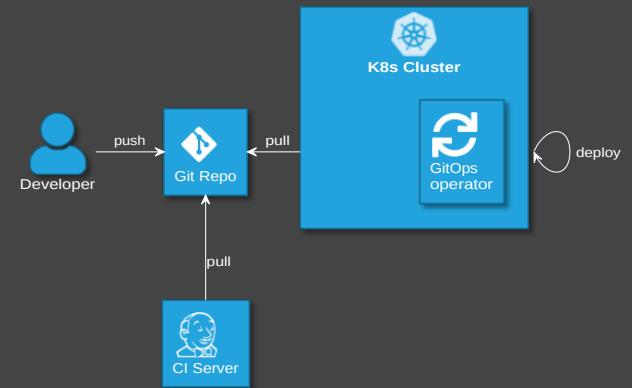 K8s Cluster
push
pull
deploy
Developer
Git Repo
GitOps
operator
pull
CI Server